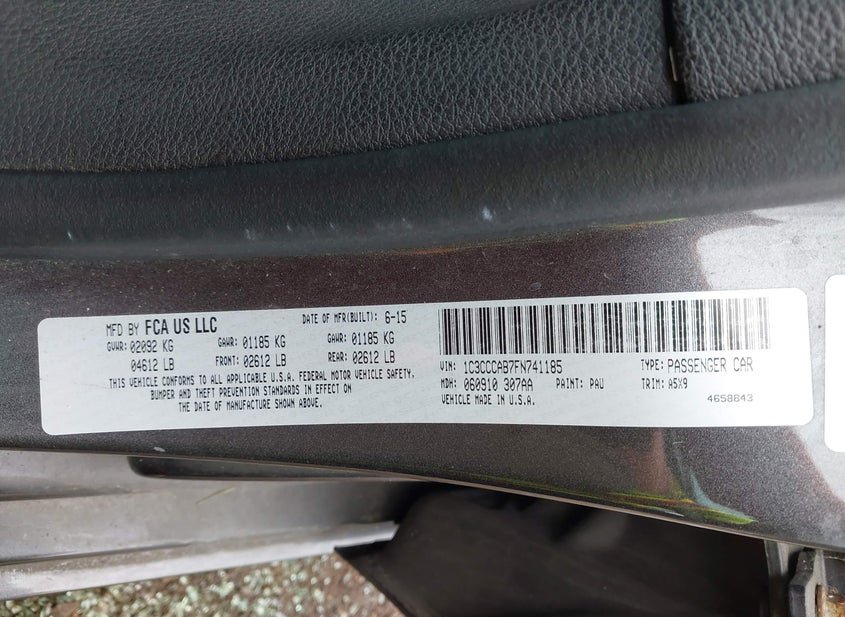 MFD BY FCA US LLC
DATE OF MFR(BUILT): 6-15
GVWR: 02092 KG GAWR: 01185 KG GAWR: 01185 KG
04612 LB FRONT: 02612 LB REAR: 02612 LB
THIS VEHICLE CONFORMS TO ALL APPLICABLE U.S.A. FEDERAL MOTOR VEHICLE SAFETY,
BUMPER AND THEFT PREVENTION STANDARDS IN EFFECT ON
THE DATE OF MANUFACTURE SHOWN ABOVE.
VIN: 1C3CCCAB7FN741185 TYPE: PASSENGER CAR
MDH: 060910 307AA PAINT: PAU TRIM: A5X9
VEHICLE MADE IN U.S.A. 4658843